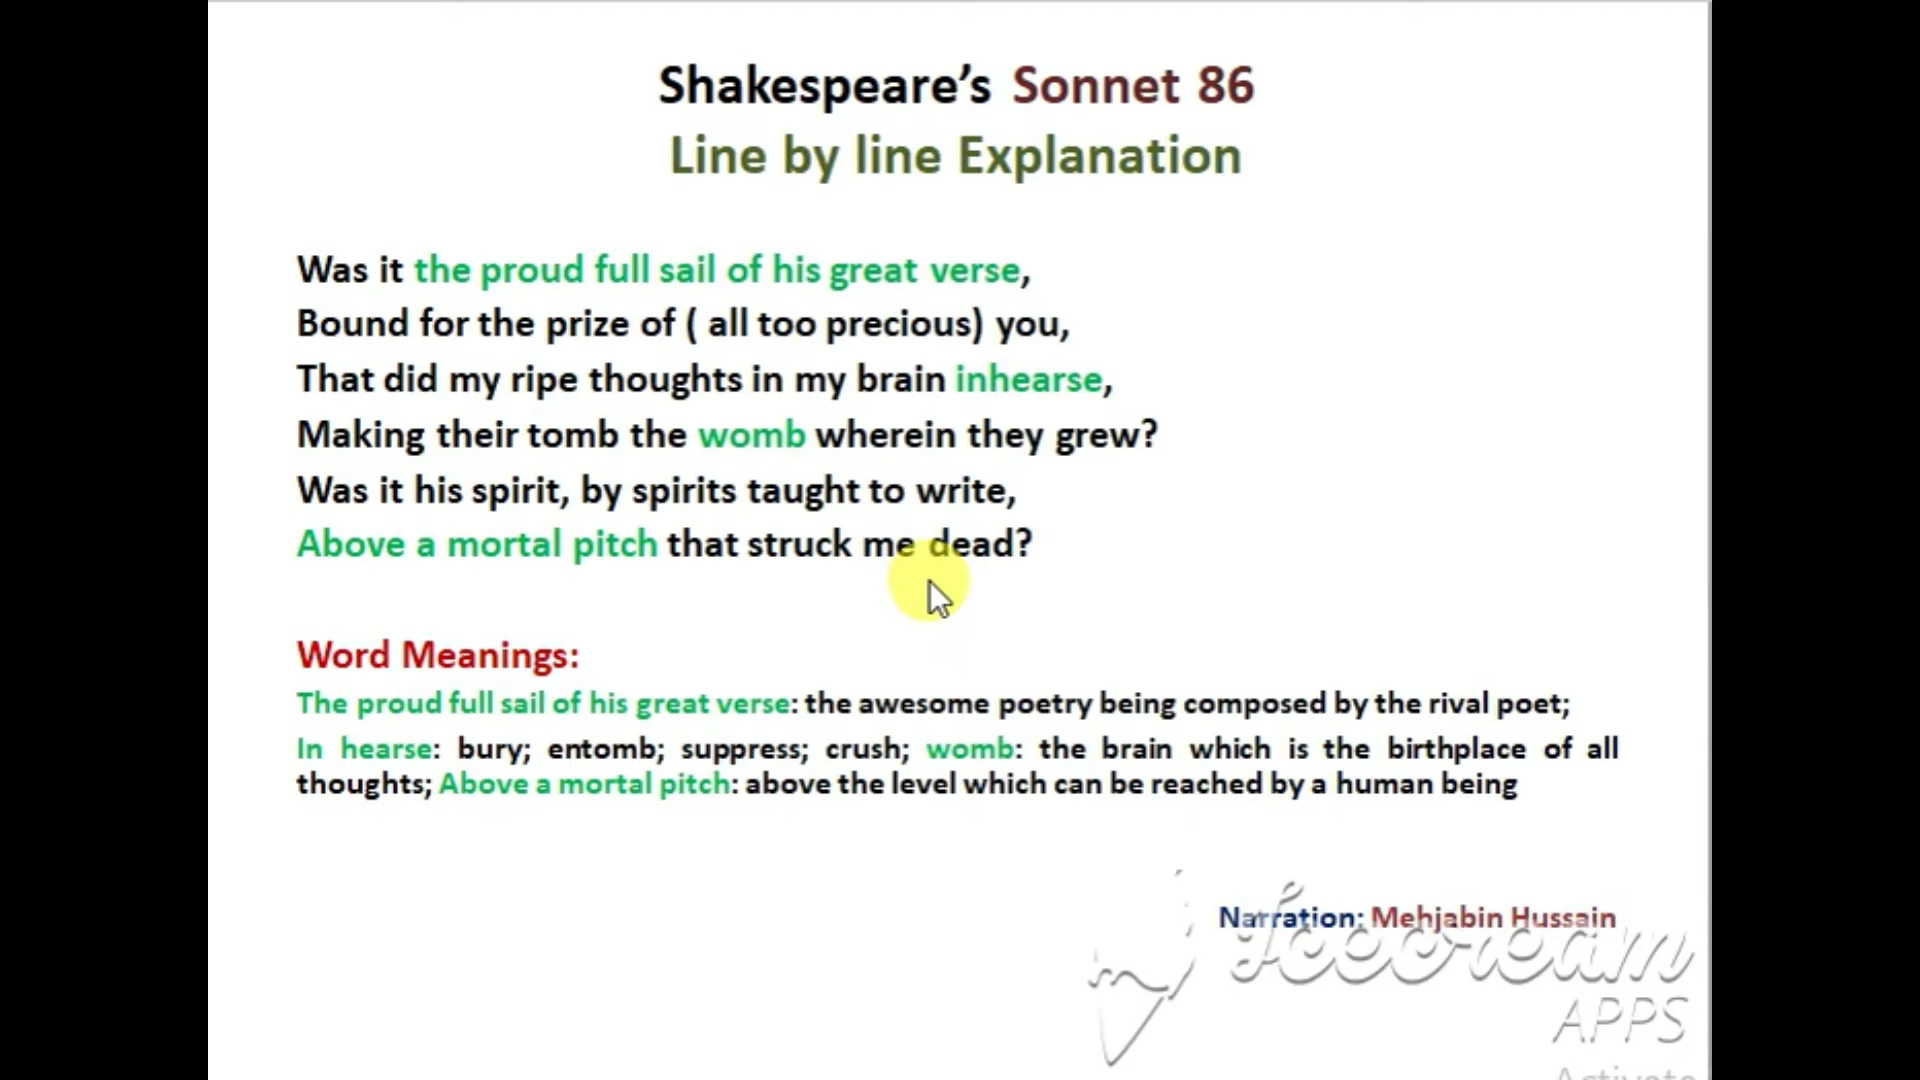 Shakespeare’s Sonnet 86
Line by line Explanation
Was it the proud full sail of his great verse,
Bound for the prize of ( all too precious) you,
That did my ripe thoughts in my brain inhearse,
Making their tomb the womb wherein they grew?
Was it his spirit, by spirits taught to write,
Above a mortal pitch that struck me dead?
Word Meanings:
The proud full sail of his great verse: the awesome poetry being composed by the rival poet;
In hearse: bury; entomb; suppress; crush; womb: the brain which is the birthplace of all
thoughts; Above a mortal pitch: above the level which can be reached by a human being
Narration: Mehjabin Hussain
Icecream
APPS
Activate